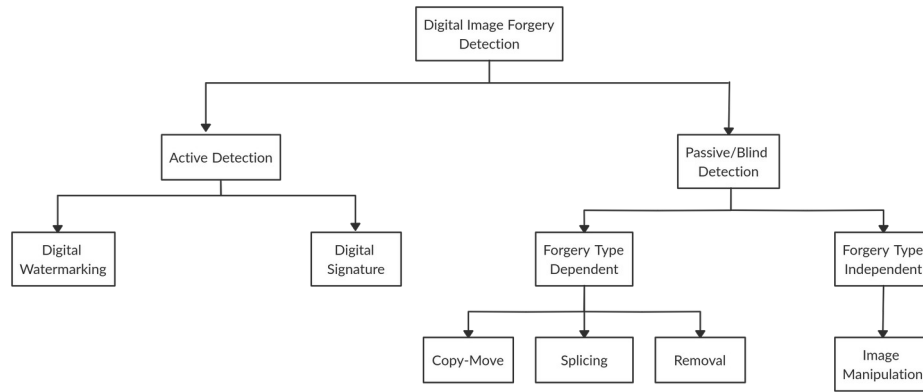 Digital Image Forgery
Detection
Active Detection
Passive/Blind
Detection
Digital
Watermarking
Digital
Signature
Forgery Type
Dependent
Forgery Type
Independent
Copy-Move
Splicing
Removal
Image
Manipulation